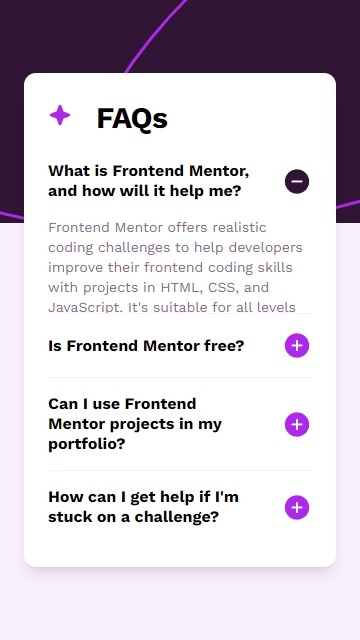 FAQs
What is Frontend Mentor,
and how will it help me?
Frontend Mentor offers realistic
coding challenges to help developers
improve their frontend coding skills
with projects in HTML, CSS, and
JavaScript. It's suitable for all levels
Is Frontend Mentor free?
Can I use Frontend
Mentor projects in my
portfolio?
How can I get help if I'm
stuck on a challenge?